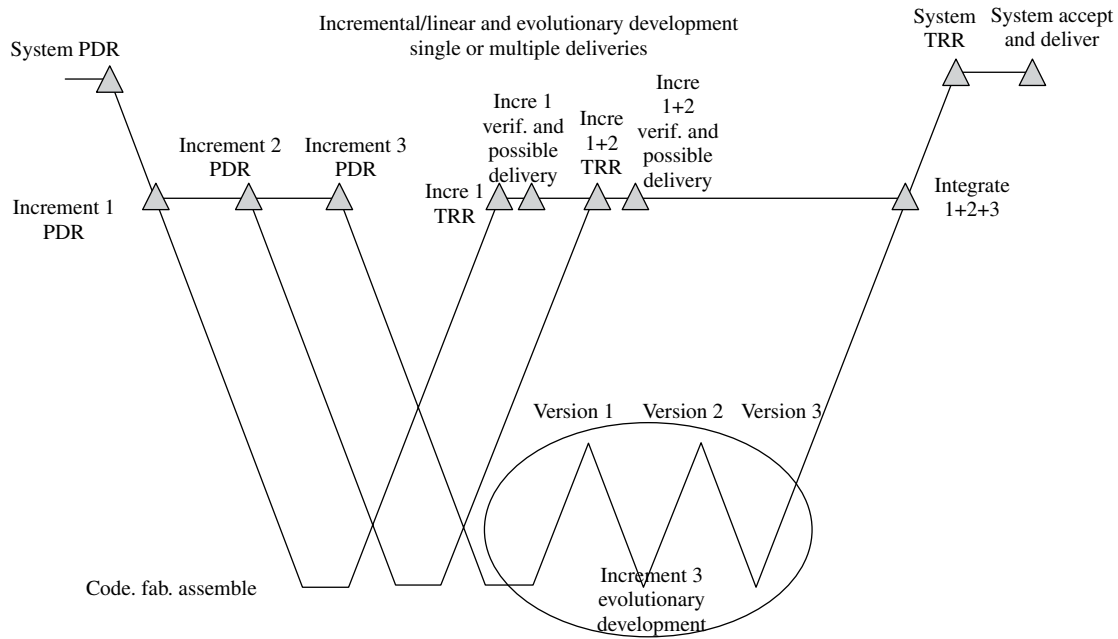 Incremental/linear and evolutionary development
single or multiple deliveries
System PDR
System
TRR
System accept
and deliver
Increment 1
PDR
Increment 2
PDR
Increment 3
PDR
Incre 1
TRR
Incre 1
verif. and
possible
delivery
Incre
1+2
TRR
Incre
1+2
verif. and
possible
delivery
Integrate
1+2+3
Version 1
Version 2
Version 3
Code. fab. assemble
Increment 3
evolutionary
development